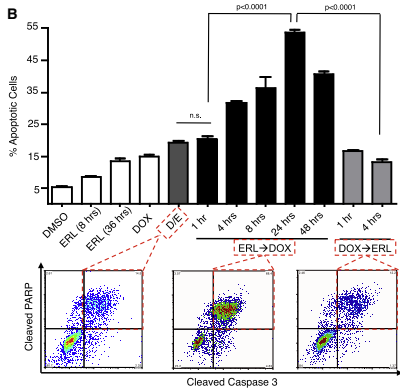 B
p<0.0001
p<0.0001
n.s.
% Apoptotic Cells
55
45
35
25
15
5
DMSO
ERL (8 hrs)
ERL (36 hrs)
DOX
D/E
1 hr
4 hrs
8 hrs
24 hrs
48 hrs
1 hr
4 hrs
ERL→DOX
DOX→ERL
Cleaved PARP
Cleaved Caspase 3